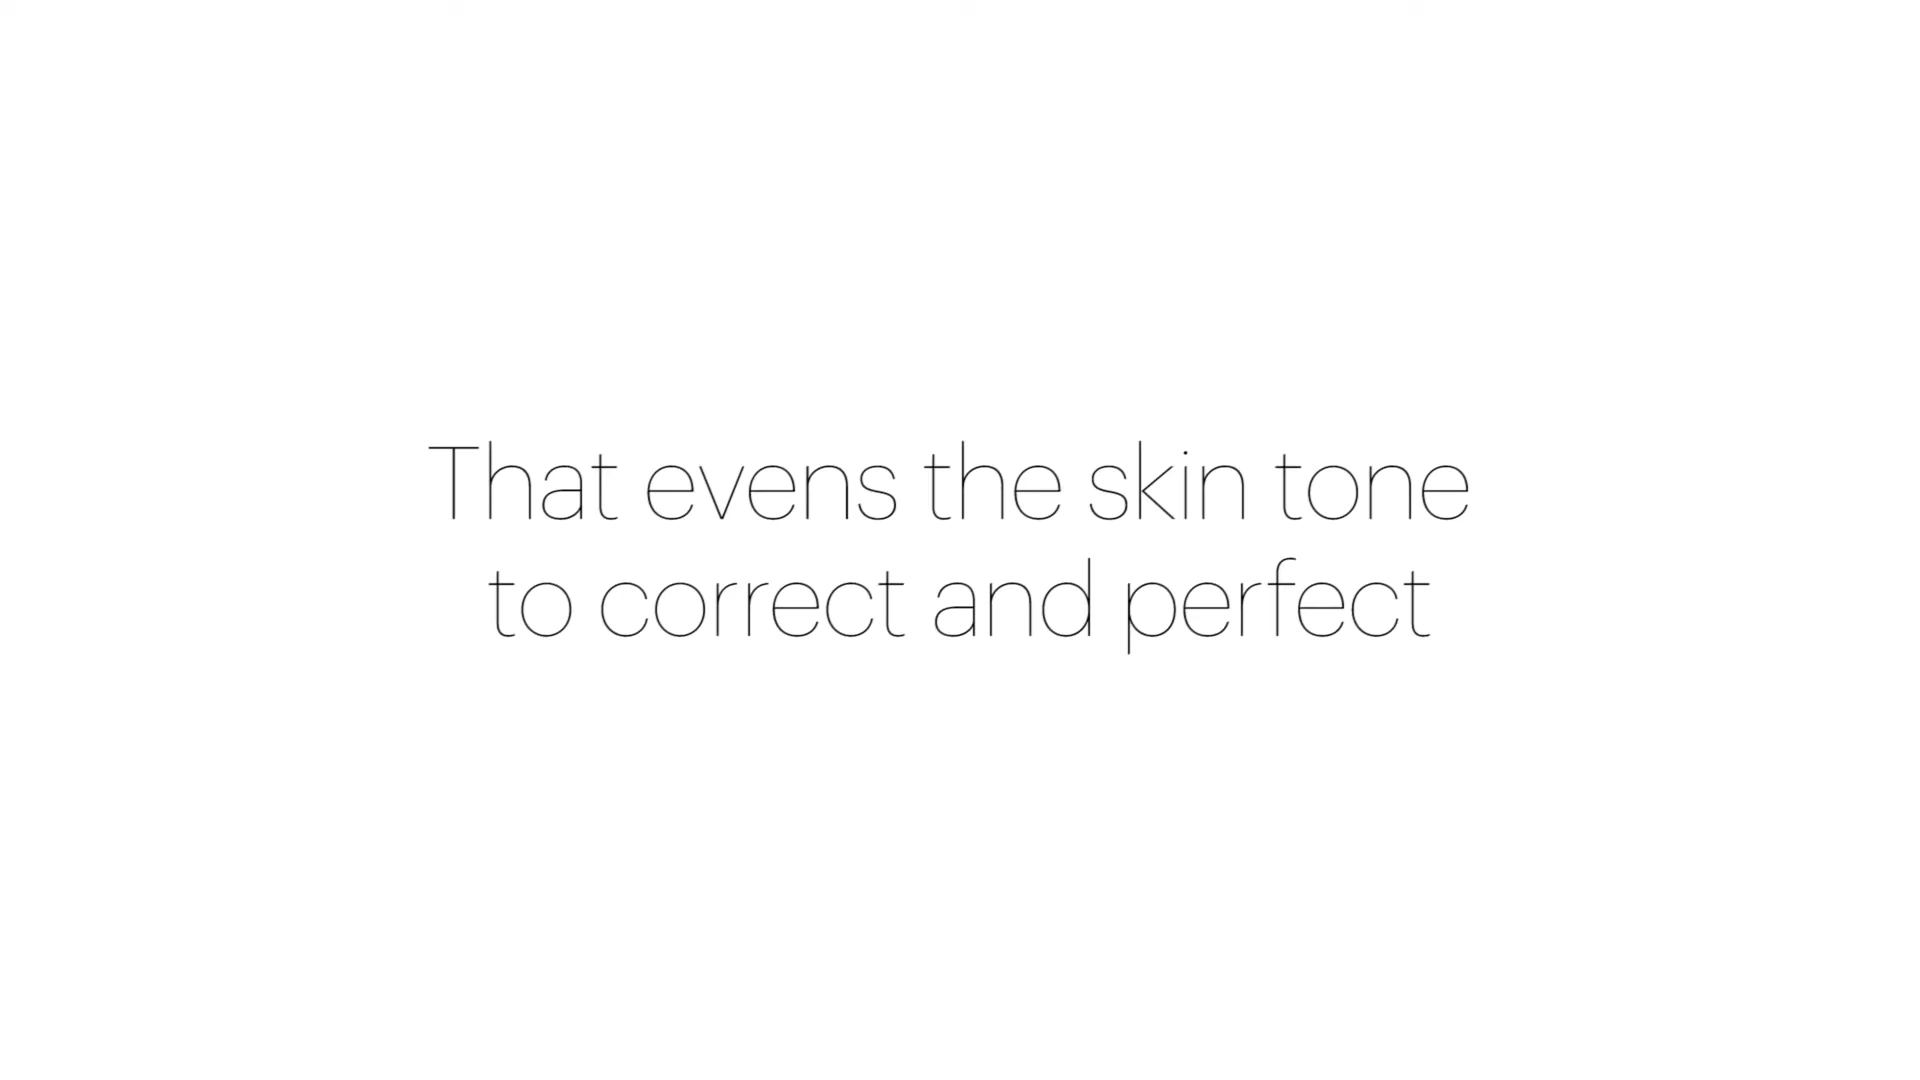 That evens the skin tone
to correct and perfect